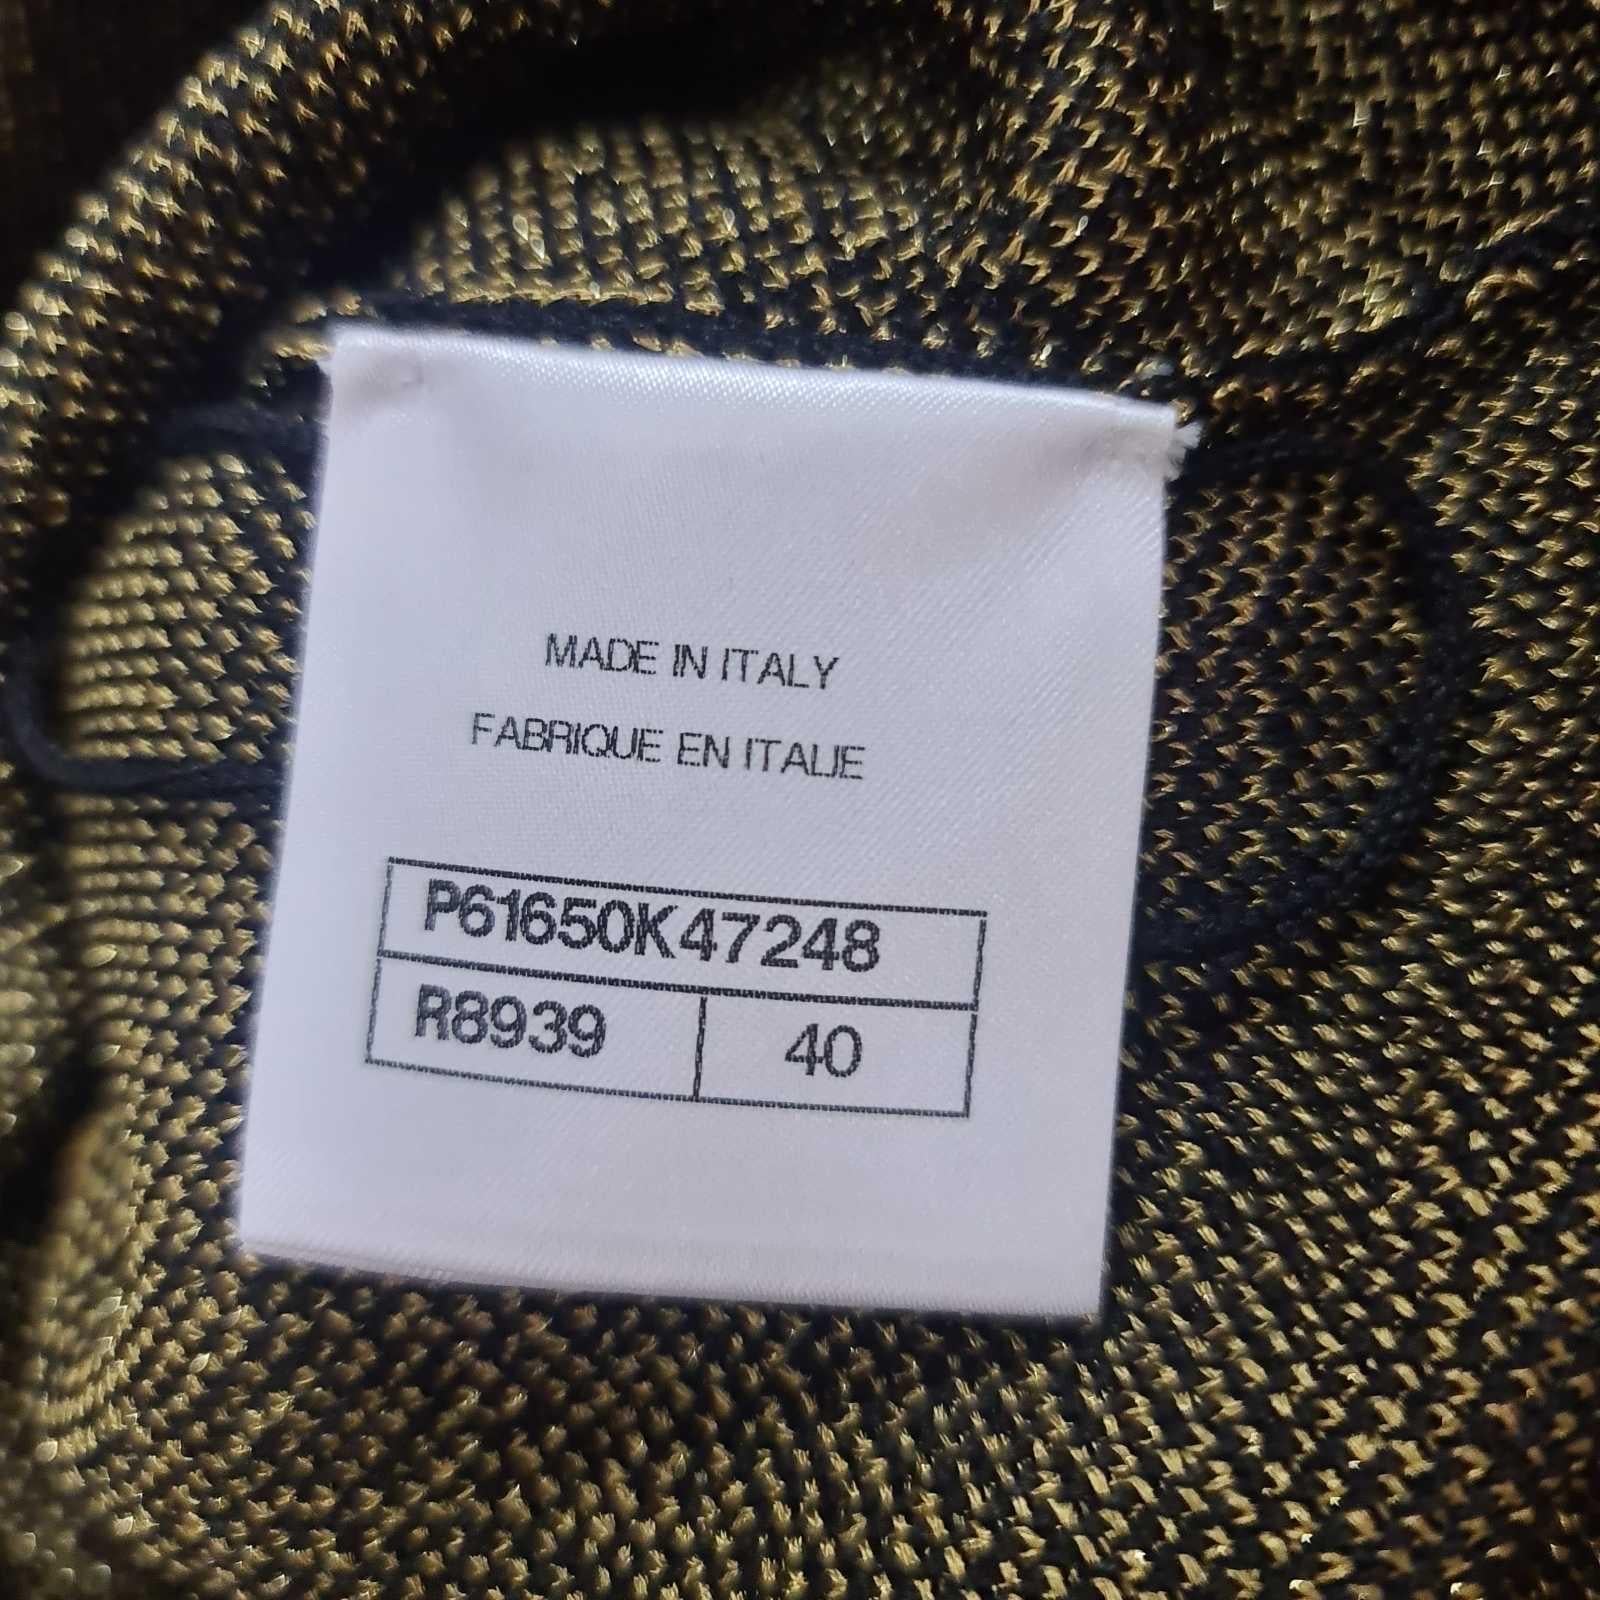 MADE IN ITALY
FABRIQUE EN ITALIE
P61650K47248
R8939 40